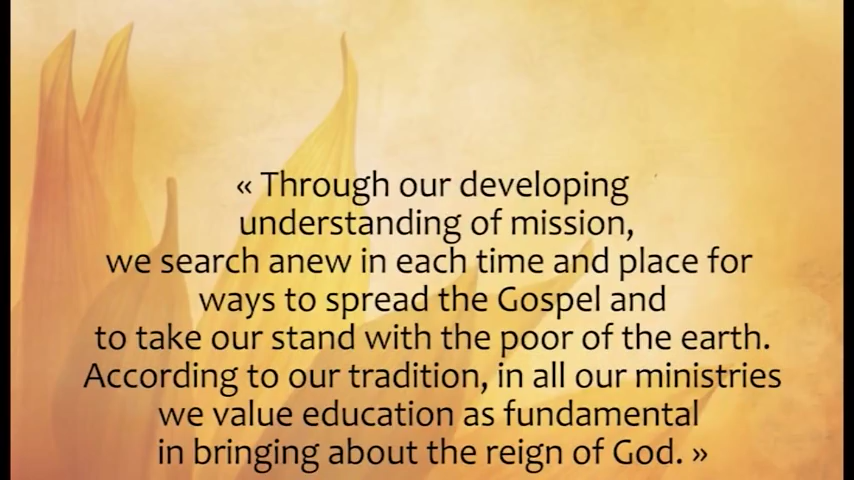 « Through our developing
understanding of mission,
we search anew in each time and place for
ways to spread the Gospel and
to take our stand with the poor of the earth.
According to our tradition, in all our ministries
we value education as fundamental
in bringing about the reign of God. »